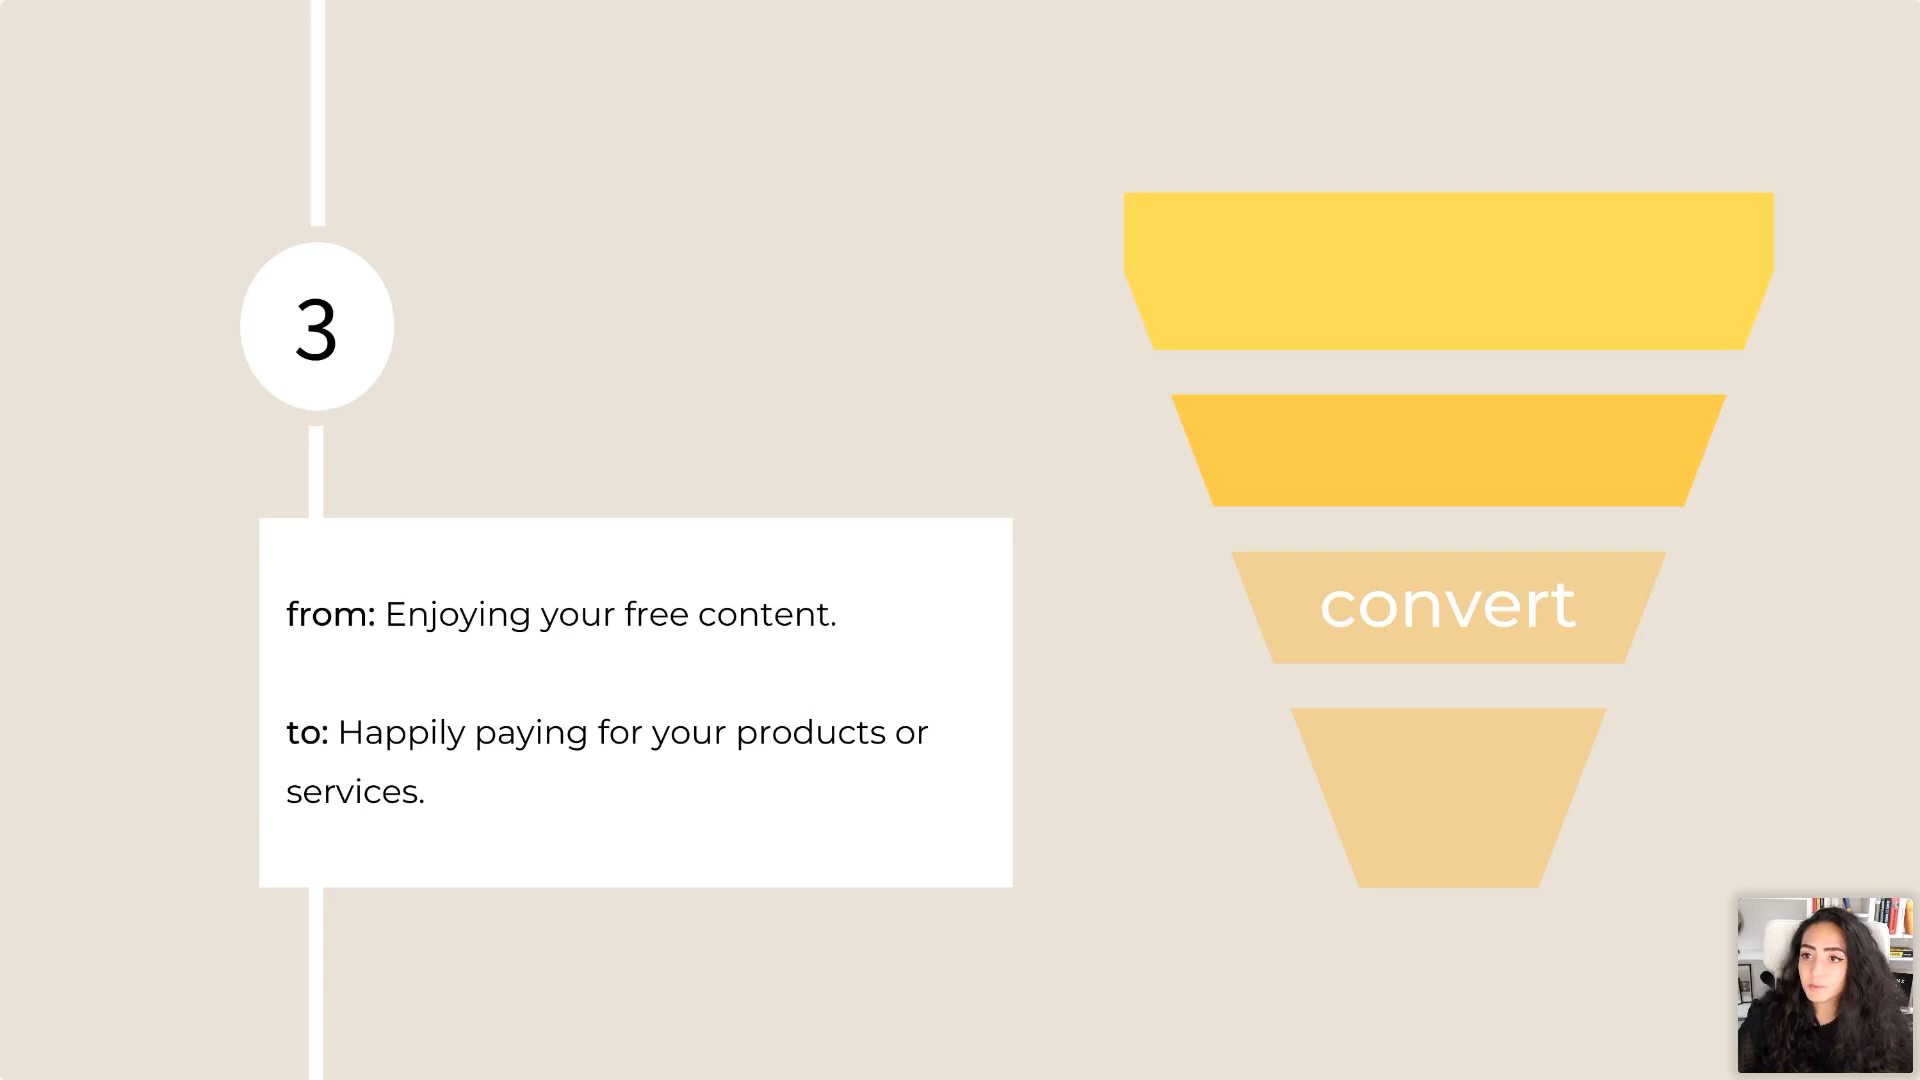 3
from: Enjoying your free content.
to: Happily paying for your products or
services.
convert